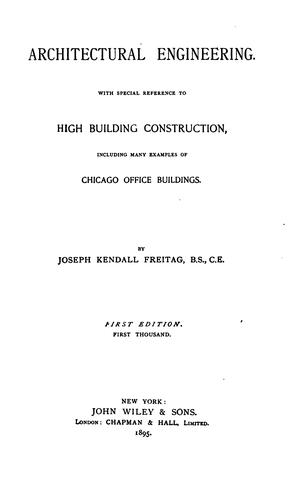 ARCHITECTURAL ENGINEERING.
WITH SPECIAL REFERENCE TO
HIGH BUILDING CONSTRUCTION,
INCLUDING MANY EXAMPLES OF
CHICAGO OFFICE BUILDINGS.
BY
JOSEPH KENDALL FREITAG, B.S., C.E.
FIRST EDITION.
FIRST THOUSAND.
NEW YORK:
JOHN WILEY & SONS.
LONDON: CHAPMAN & HALL, LIMITED.
1895.